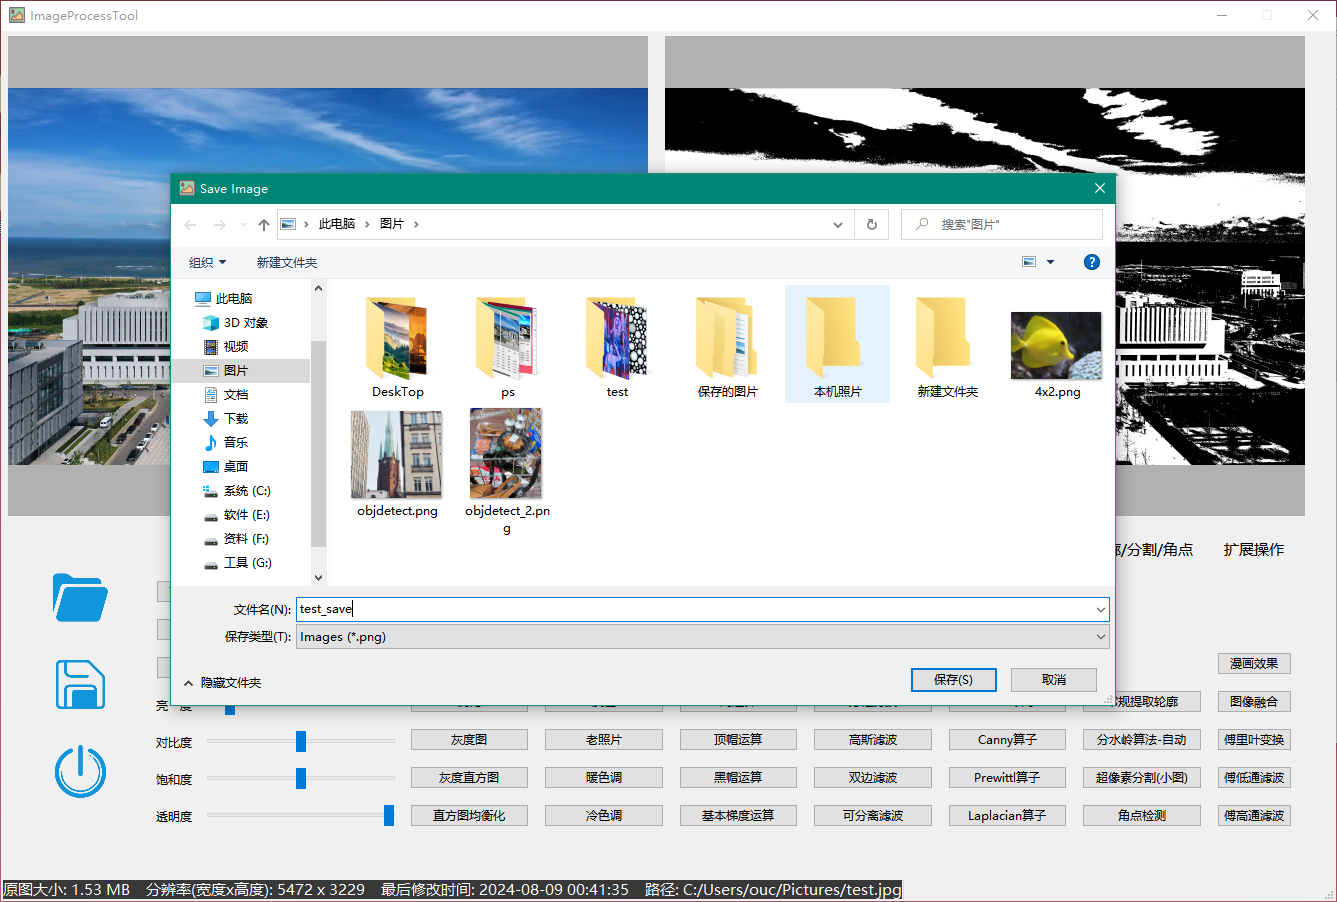 ImageProcessTool
Save Image
此电脑 › 图片 ›
搜索"图片"
组织
新建文件夹
此电脑
3D 对象
视频
图片
文档
下载
音乐
桌面
系统 (C:)
软件 (E:)
资料 (F:)
工具 (G:)
DeskTop
ps
test
保存的图片
本机照片
新建文件夹
4x2.png
objdetect.png
objdetect_2.pn
g
文件名(N):
test_save
保存类型(T):
Images (*.png)
隐藏文件夹
保存(S)
取消
/分割/角点
扩展操作
漫画效果
规提取轮廓
图像融合
对比度
灰度图
老照片
顶帽运算
高斯滤波
Canny算子
分水岭算法-自动
傅里叶变换
饱和度
灰度直方图
暖色调
黑帽运算
双边滤波
Prewittl算子
超像素分割(小图)
傅低通滤波
透明度
直方图均衡化
冷色调
基本梯度运算
可分离滤波
Laplacian算子
角点检测
傅高通滤波
原图大小: 1.53 MB 分辨率(宽度x高度): 5472 x 3229 最后修改时间: 2024-08-09 00:41:35 路径: C:/Users/ouc/Pictures/test.jpg